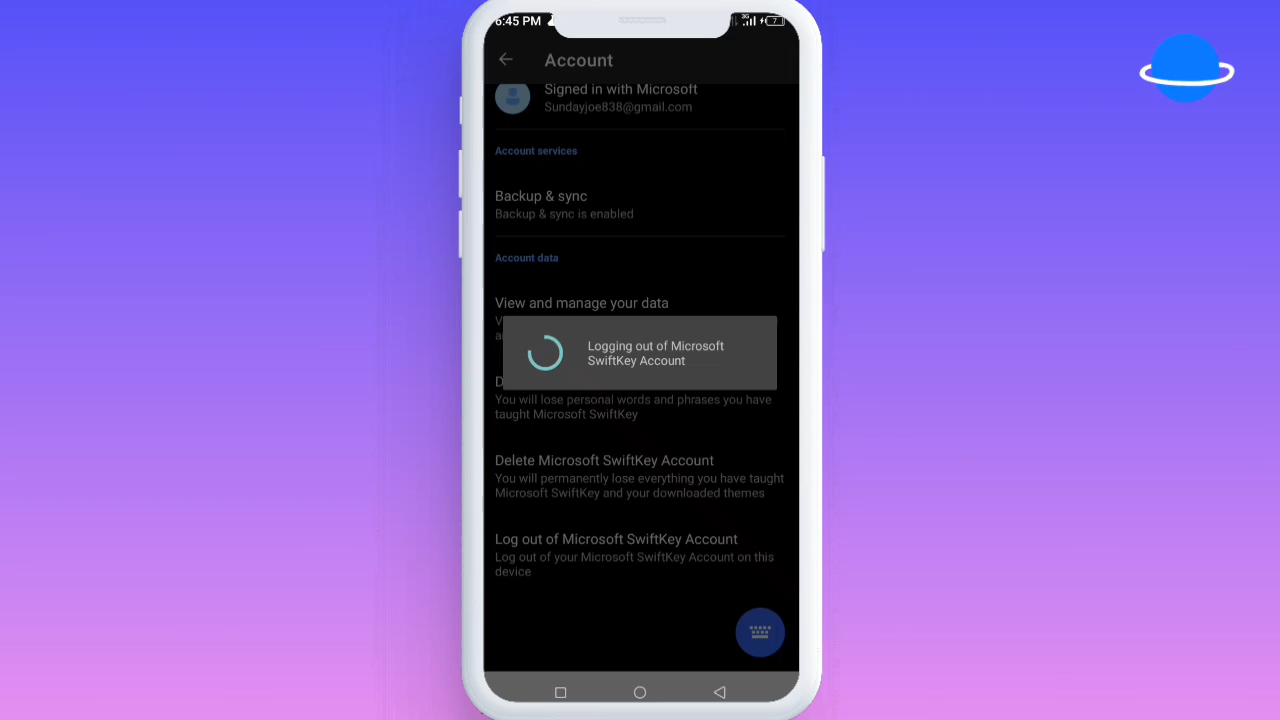 6:45 PM
3G
7
Account
Signed in with Microsoft
Sundayjoe838@gmail.com
Account services
Backup & sync
Backup & sync is enabled
Account data
View and manage your data
V
a
Logging out of Microsoft
SwiftKey Account
D
You will lose personal words and phrases you have
taught Microsoft SwiftKey
Delete Microsoft SwiftKey Account
You will permanently lose everything you have taught
Microsoft SwiftKey and your downloaded themes
Log out of Microsoft SwiftKey Account
Log out of your Microsoft SwiftKey Account on this
device